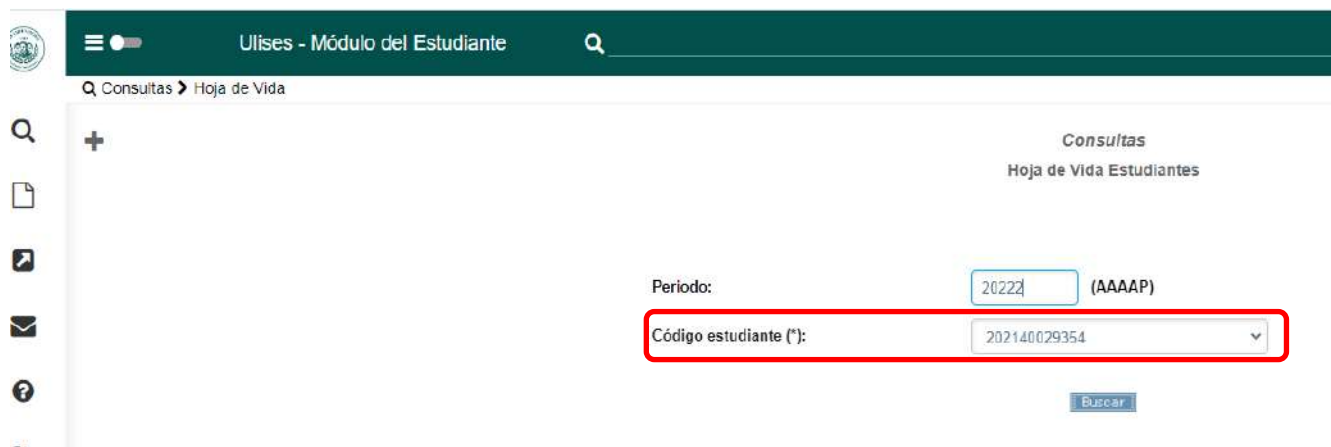 Ulises - Módulo del Estudiante
Consultas > Hoja de Vida
Consultas
Hoja de Vida Estudiantes
Periodo: 20222 (AAAAP)
Código estudiante (*): 202140029354
Buscar